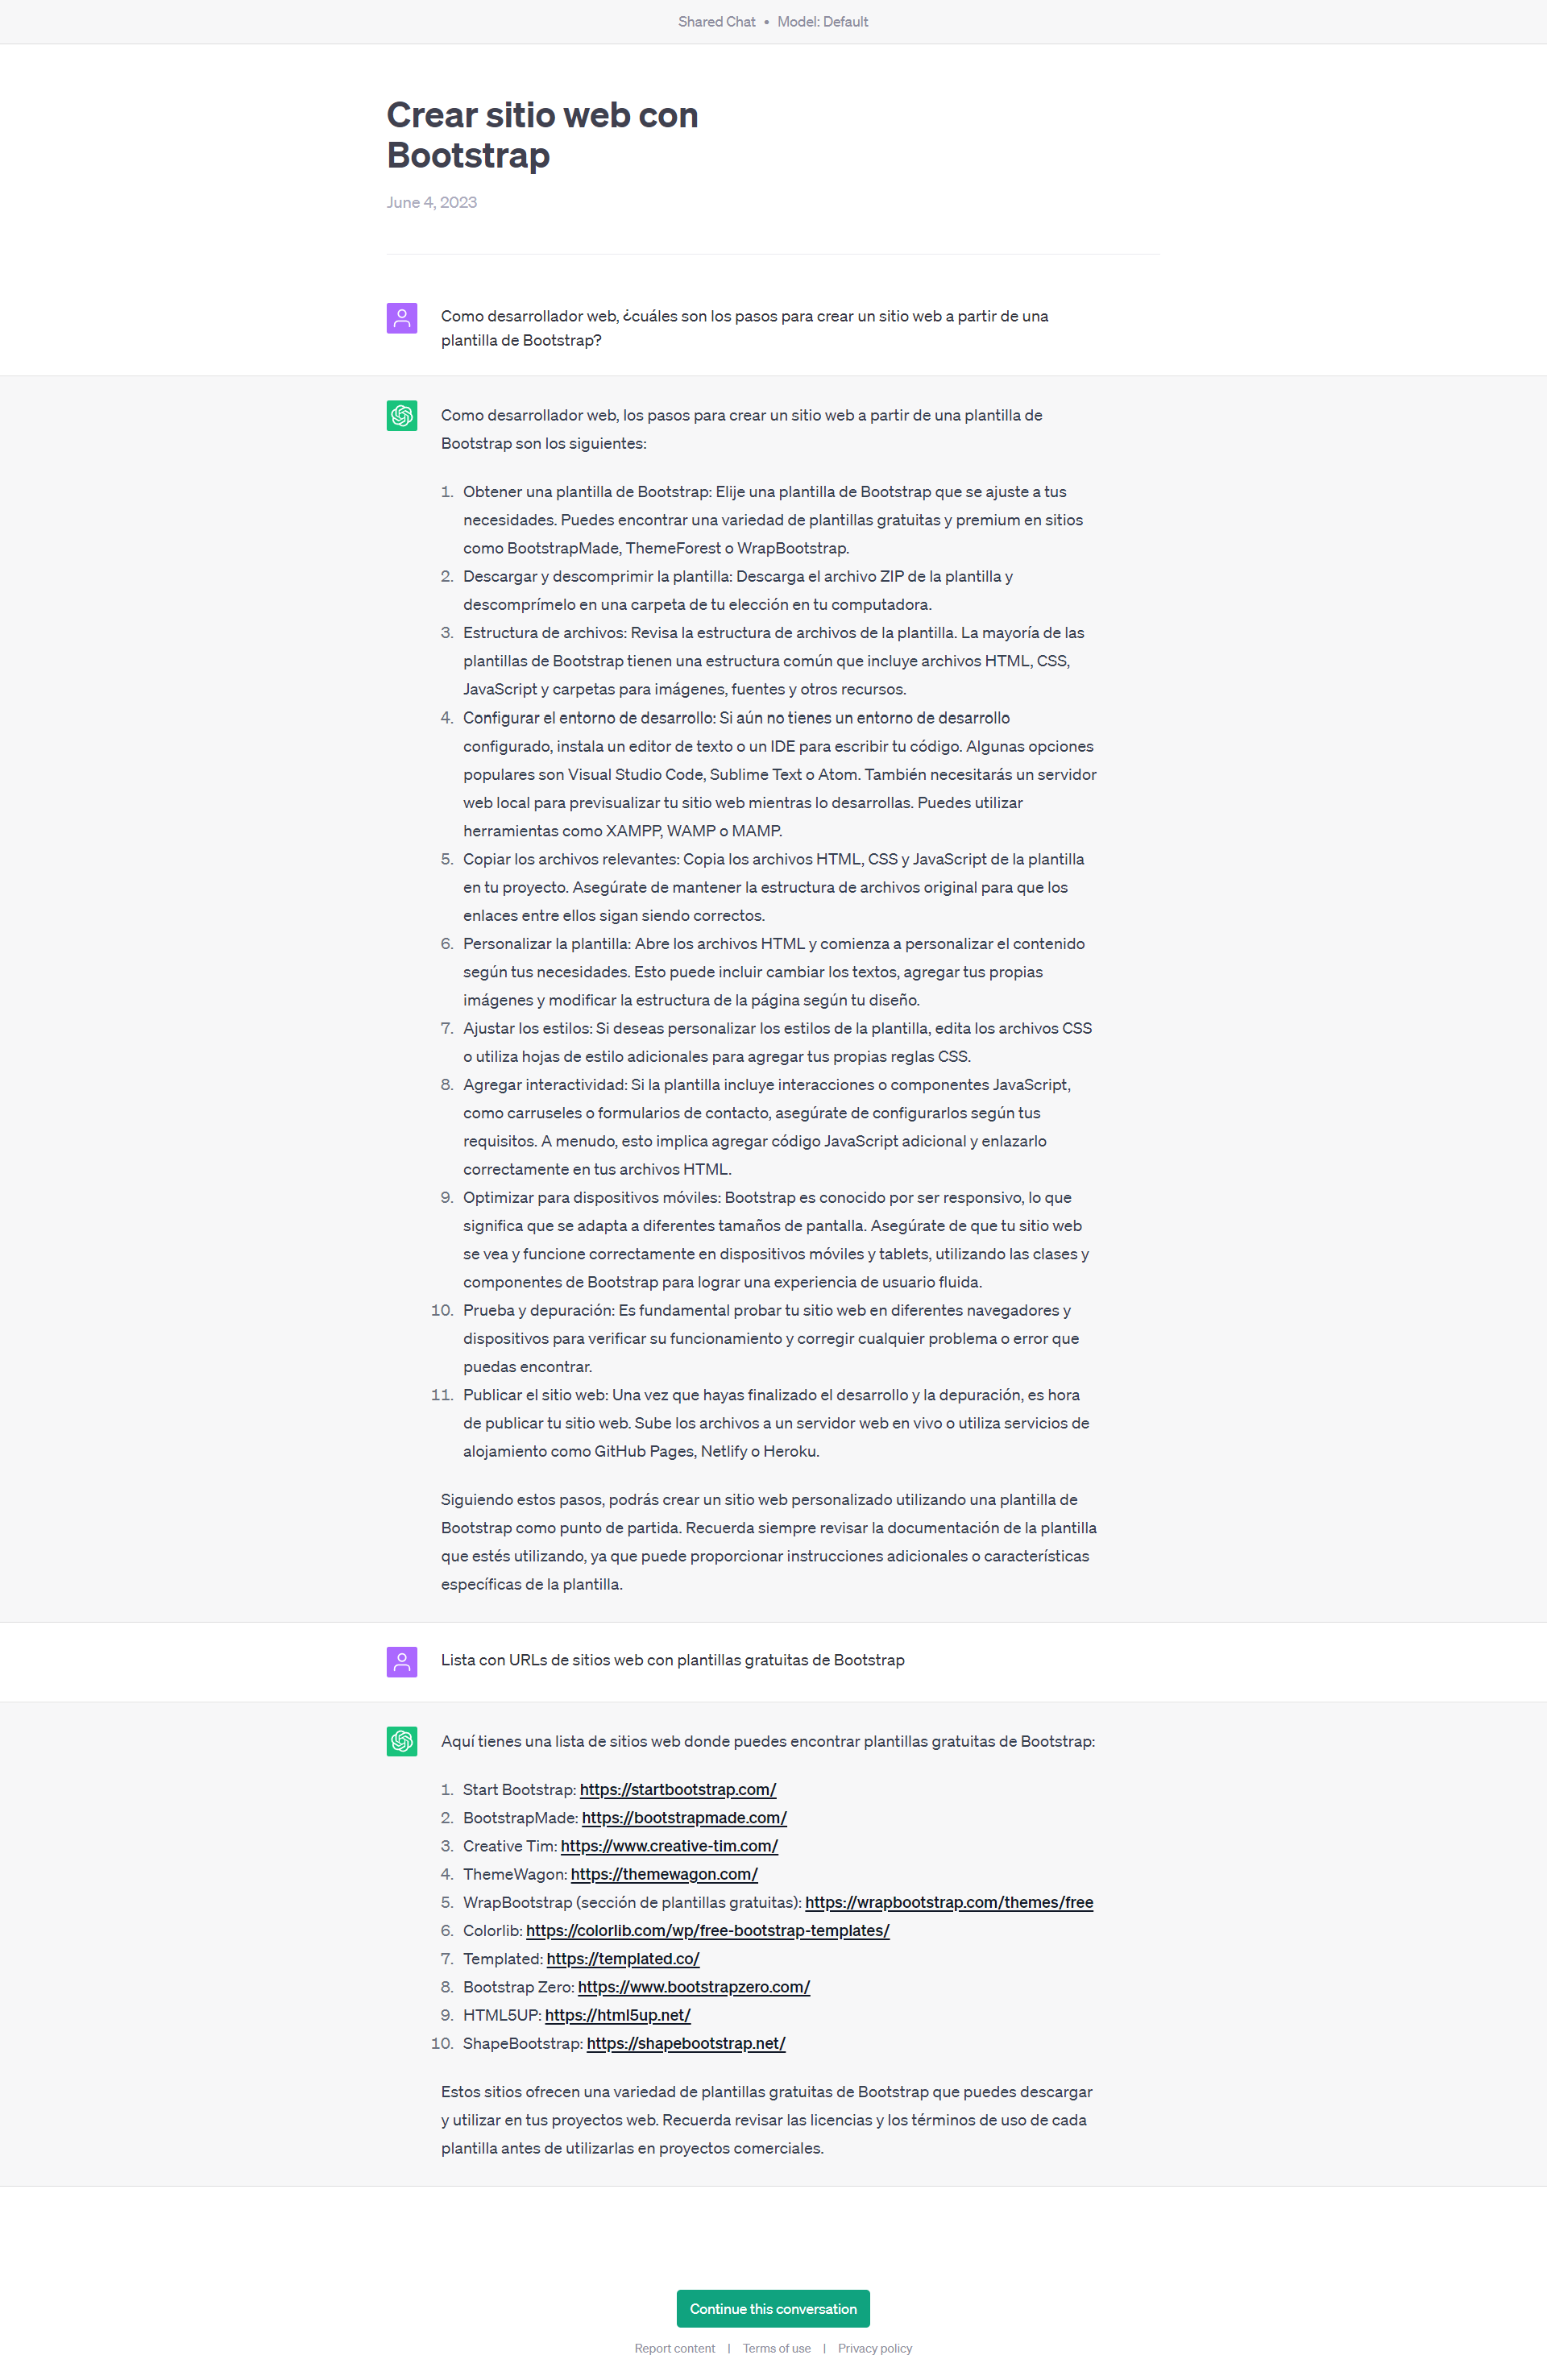 Shared Chat • Model: Default
Crear sitio web con
Bootstrap
June 4, 2023
Como desarrollador web, ¿cuáles son los pasos para crear un sitio web a partir de una
plantilla de Bootstrap?
Como desarrollador web, los pasos para crear un sitio web a partir de una plantilla de
Bootstrap son los siguientes:
1. Obtener una plantilla de Bootstrap: Elije una plantilla de Bootstrap que se ajuste a tus
necesidades. Puedes encontrar una variedad de plantillas gratuitas y premium en sitios
como BootstrapMade, ThemeForest o WrapBootstrap.
2. Descargar y descomprimir la plantilla: Descarga el archivo ZIP de la plantilla y
descomprímelo en una carpeta de tu elección en tu computadora.
3. Estructura de archivos: Revisa la estructura de archivos de la plantilla. La mayoría de las
plantillas de Bootstrap tienen una estructura común que incluye archivos HTML, CSS,
JavaScript y carpetas para imágenes, fuentes y otros recursos.
4. Configurar el entorno de desarrollo: Si aún no tienes un entorno de desarrollo
configurado, instala un editor de texto o un IDE para escribir tu código. Algunas opciones
populares son Visual Studio Code, Sublime Text o Atom. También necesitarás un servidor
web local para previsualizar tu sitio web mientras lo desarrollas. Puedes utilizar
herramientas como XAMPP, WAMP o MAMP.
5. Copiar los archivos relevantes: Copia los archivos HTML, CSS y JavaScript de la plantilla
en tu proyecto. Asegúrate de mantener la estructura de archivos original para que los
enlaces entre ellos sigan siendo correctos.
6. Personalizar la plantilla: Abre los archivos HTML y comienza a personalizar el contenido
según tus necesidades. Esto puede incluir cambiar los textos, agregar tus propias
imágenes y modificar la estructura de la página según tu diseño.
7. Ajustar los estilos: Si deseas personalizar los estilos de la plantilla, edita los archivos CSS
o utiliza hojas de estilo adicionales para agregar tus propias reglas CSS.
8. Agregar interactividad: Si la plantilla incluye interacciones o componentes JavaScript,
como carruseles o formularios de contacto, asegúrate de configurarlos según tus
requisitos. A menudo, esto implica agregar código JavaScript adicional y enlazarlo
correctamente en tus archivos HTML.
9. Optimizar para dispositivos móviles: Bootstrap es conocido por ser responsivo, lo que
significa que se adapta a diferentes tamaños de pantalla. Asegúrate de que tu sitio web
se vea y funcione correctamente en dispositivos móviles y tablets, utilizando las clases y
componentes de Bootstrap para lograr una experiencia de usuario fluida.
10. Prueba y depuración: Es fundamental probar tu sitio web en diferentes navegadores y
dispositivos para verificar su funcionamiento y corregir cualquier problema o error que
puedas encontrar.
11. Publicar el sitio web: Una vez que hayas finalizado el desarrollo y la depuración, es hora
de publicar tu sitio web. Sube los archivos a un servidor web en vivo o utiliza servicios de
alojamiento como GitHub Pages, Netlify o Heroku.
Siguiendo estos pasos, podrás crear un sitio web personalizado utilizando una plantilla de
Bootstrap como punto de partida. Recuerda siempre revisar la documentación de la plantilla
que estés utilizando, ya que puede proporcionar instrucciones adicionales o características
específicas de la plantilla.
Lista con URLs de sitios web con plantillas gratuitas de Bootstrap
Aquí tienes una lista de sitios web donde puedes encontrar plantillas gratuitas de Bootstrap:
1. Start Bootstrap: https://startbootstrap.com/
2. BootstrapMade: https://bootstrapmade.com/
3. Creative Tim: https://www.creative-tim.com/
4. ThemeWagon: https://themewagon.com/
5. WrapBootstrap (sección de plantillas gratuitas): https://wrapbootstrap.com/themes/free
6. Colorlib: https://colorlib.com/wp/free-bootstrap-templates/
7. Templated: https://templated.co/
8. Bootstrap Zero: https://www.bootstrapzero.com/
9. HTML5UP: https://html5up.net/
10. ShapeBootstrap: https://shapebootstrap.net/
Estos sitios ofrecen una variedad de plantillas gratuitas de Bootstrap que puedes descargar
y utilizar en tus proyectos web. Recuerda revisar las licencias y los términos de uso de cada
plantilla antes de utilizarlas en proyectos comerciales.
Continue this conversation
Report content | Terms of use | Privacy policy